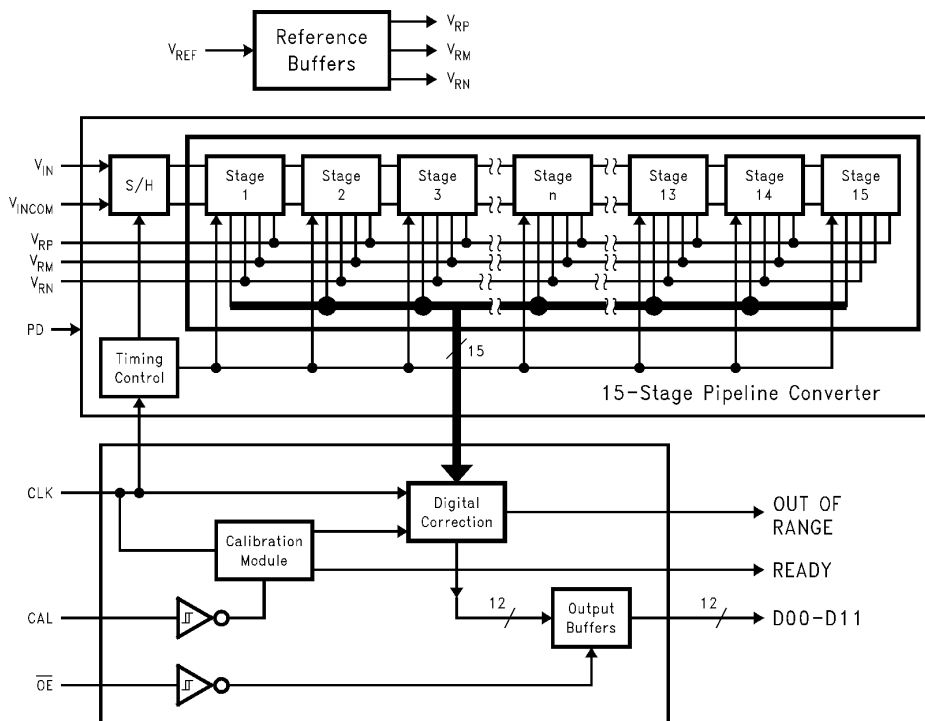 V_REF
Reference
Buffers
V_RP
V_RM
V_RN
V_IN
V_INCOM
V_RP
V_RM
V_RN
PD
S/H
Stage
1
Stage
2
Stage
3
Stage
n
Stage
13
Stage
14
Stage
15
Timing
Control
15
15-Stage Pipeline Converter
CLK
Digital
Correction
OUT OF
RANGE
Calibration
Module
READY
CAL
12
Output
Buffers
12
D00-D11
O̅E̅